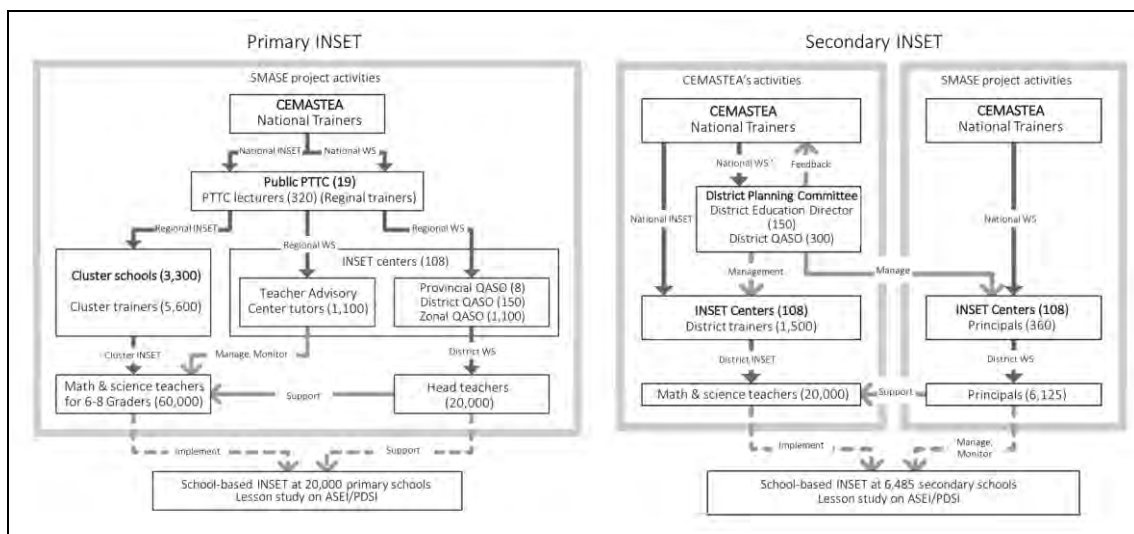 Primary INSET
SMASE project activities
CEMASTEA
National Trainers
National INSET
National WS
Public PTTC (19)
PTTC lecturers (320) (Reginal trainers)
Regional INSET
Regional WS
Regional WS
INSET centers (108)
Cluster schools (3,300)
Cluster trainers (5,600)
Teacher Advisory
Center tutors (1,100)
Provincial QASO (8)
District QASO (150)
Zonal QASO (1,100)
Cluster INSET
Manage, Monitor
District WS
Math & science teachers
for 6-8 Graders (60,000)
Support
Head teachers
(20,000)
Implement
Support
School-based INSET at 20,000 primary schools
Lesson study on ASEI/PDSI
Secondary INSET
CEMASTEA's activities
CEMASTEA
National Trainers
National WS
Feedback
National INSET
District Planning Committee
District Education Director
(150)
District QASO (300)
Management
Manage
INSET Centers (108)
District trainers (1,500)
District INSET
Math & science teachers (20,000)
SMASE project activities
CEMASTEA
National Trainers
National WS
INSET Centers (108)
Principals (360)
District WS
Support
Principals (6,125)
Implement
Manage,
Monitor
School-based INSET at 6,485 secondary schools
Lesson study on ASEI/PDSI